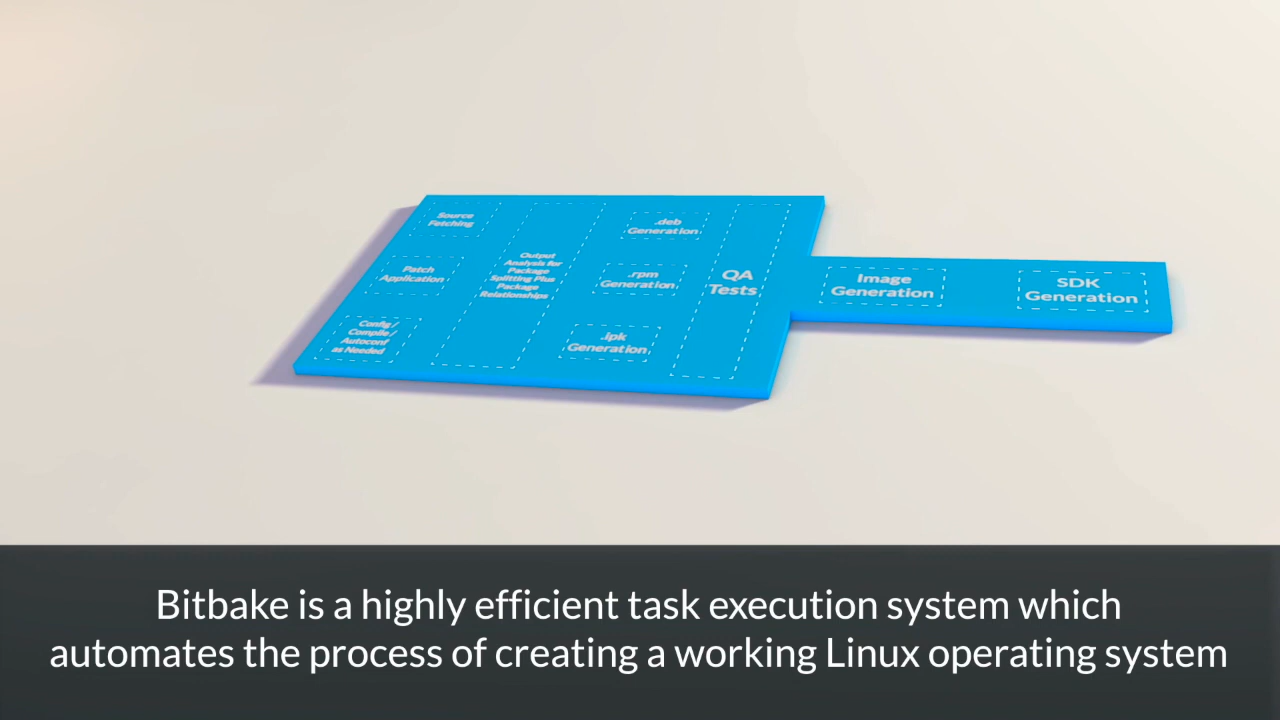 Source
Fetching
Patch
Application
Config /
Compile /
Autoconf
as Needed
Output
Analysis for
Package
Splitting Plus
Package
Relationships
.deb
Generation
.rpm
Generation
.ipk
Generation
QA
Tests
Image
Generation
SDK
Generation
Bitbake is a highly efficient task execution system which
automates the process of creating a working Linux operating system